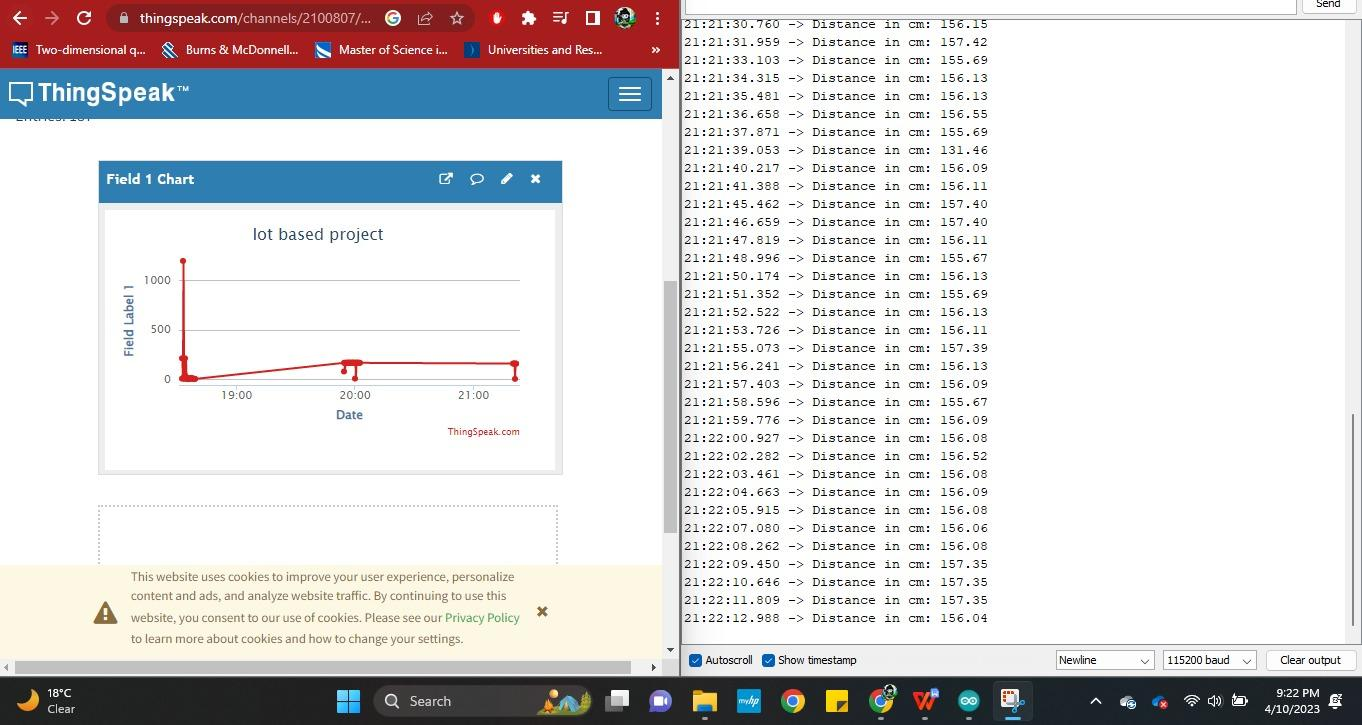 thingspeak.com/channels/2100807/...
Two-dimensional q...
Burns & McDonnell...
Master of Science i...
Universities and Res...
»
ThingSpeak™
Field 1 Chart
Iot based project
Field Label 1
1000
500
0
19:00
20:00
21:00
Date
ThingSpeak.com
This website uses cookies to improve your user experience, personalize
content and ads, and analyze website traffic. By continuing to use this
website, you consent to our use of cookies. Please see our Privacy Policy
to learn more about cookies and how to change your settings.
Send
21:21:30.760 -> Distance in cm: 156.15
21:21:31.959 -> Distance in cm: 157.42
21:21:33.103 -> Distance in cm: 155.69
21:21:34.315 -> Distance in cm: 156.13
21:21:35.481 -> Distance in cm: 156.13
21:21:36.658 -> Distance in cm: 156.55
21:21:37.871 -> Distance in cm: 155.69
21:21:39.053 -> Distance in cm: 131.46
21:21:40.217 -> Distance in cm: 156.09
21:21:41.388 -> Distance in cm: 156.11
21:21:45.462 -> Distance in cm: 157.40
21:21:46.659 -> Distance in cm: 157.40
21:21:47.819 -> Distance in cm: 156.11
21:21:48.996 -> Distance in cm: 155.67
21:21:50.174 -> Distance in cm: 156.13
21:21:51.352 -> Distance in cm: 155.69
21:21:52.522 -> Distance in cm: 156.13
21:21:53.726 -> Distance in cm: 156.11
21:21:55.073 -> Distance in cm: 157.39
21:21:56.241 -> Distance in cm: 156.13
21:21:57.403 -> Distance in cm: 156.09
21:21:58.596 -> Distance in cm: 155.67
21:21:59.776 -> Distance in cm: 156.09
21:22:00.927 -> Distance in cm: 156.08
21:22:02.282 -> Distance in cm: 156.52
21:22:03.461 -> Distance in cm: 156.08
21:22:04.663 -> Distance in cm: 156.09
21:22:05.915 -> Distance in cm: 156.08
21:22:07.080 -> Distance in cm: 156.06
21:22:08.262 -> Distance in cm: 156.08
21:22:09.450 -> Distance in cm: 157.35
21:22:10.646 -> Distance in cm: 157.35
21:22:11.809 -> Distance in cm: 157.35
21:22:12.988 -> Distance in cm: 156.04
Autoscroll
Show timestamp
Newline
115200 baud
Clear output
18°C
Clear
Search
myhp
9:22 PM
4/10/2023